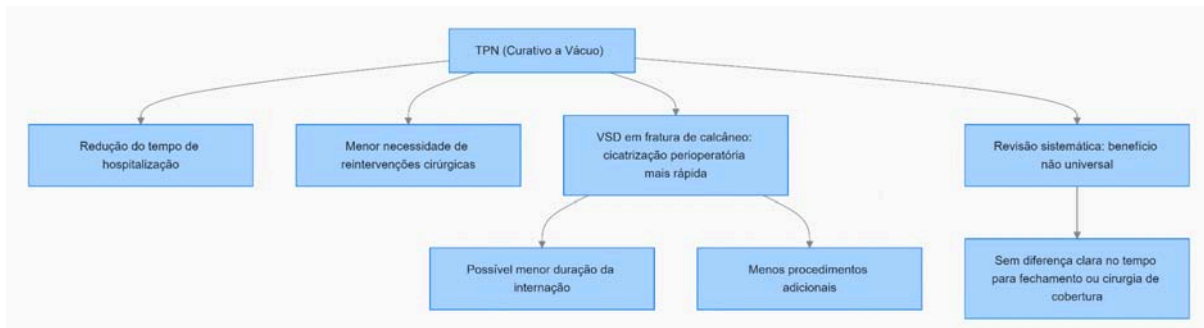 TPN (Curativo a Vácuo)
Redução do tempo de
hospitalização
Menor necessidade de
reintervenções cirúrgicas
VSD em fratura de calcâneo:
cicatrização perioperatória
mais rápida
Revisão sistemática: benefício
não universal
Possível menor duração da
internação
Menos procedimentos
adicionais
Sem diferença clara no tempo
para fechamento ou cirurgia de
cobertura